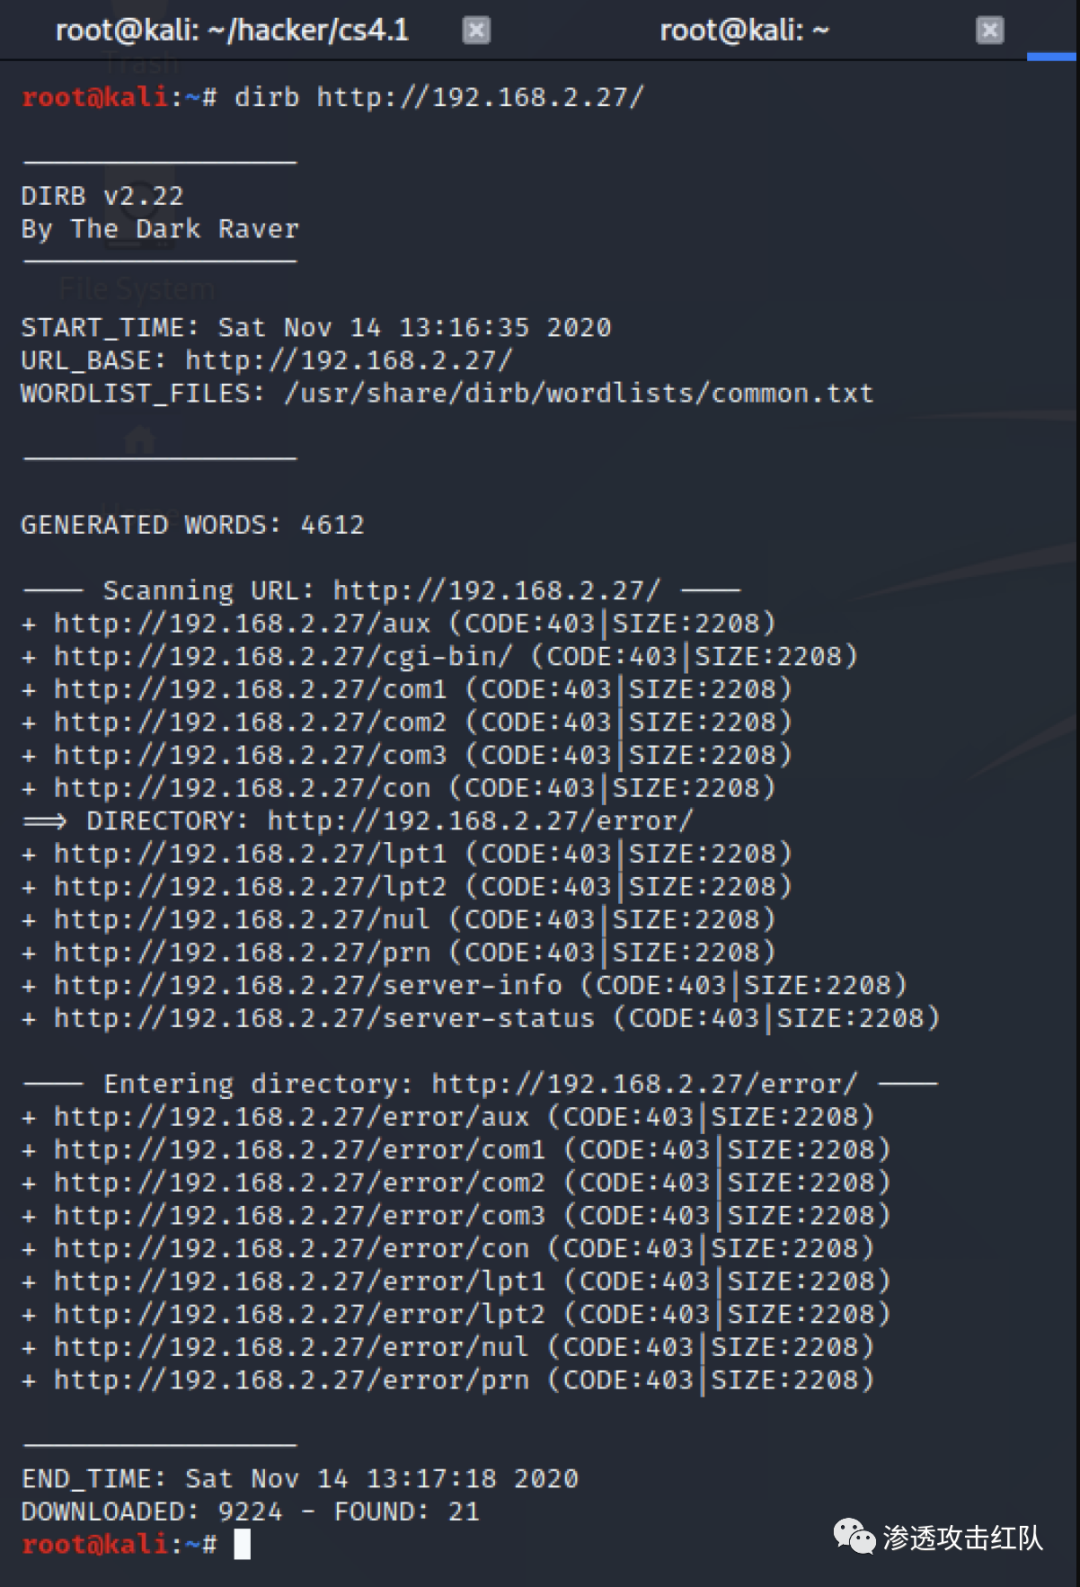 root@kali: ~/hacker/cs4.1
root@kali: ~
Trash
root@kali:~# dirb http://192.168.2.27/
DIRB v2.22
By The Dark Raver
File System
START_TIME: Sat Nov 14 13:16:35 2020
URL_BASE: http://192.168.2.27/
WORDLIST_FILES: /usr/share/dirb/wordlists/common.txt
GENERATED WORDS: 4612
---- Scanning URL: http://192.168.2.27/ ----
+ http://192.168.2.27/aux (CODE:403|SIZE:2208)
+ http://192.168.2.27/cgi-bin/ (CODE:403|SIZE:2208)
+ http://192.168.2.27/com1 (CODE:403|SIZE:2208)
+ http://192.168.2.27/com2 (CODE:403|SIZE:2208)
+ http://192.168.2.27/com3 (CODE:403|SIZE:2208)
+ http://192.168.2.27/con (CODE:403|SIZE:2208)
==> DIRECTORY: http://192.168.2.27/error/
+ http://192.168.2.27/lpt1 (CODE:403|SIZE:2208)
+ http://192.168.2.27/lpt2 (CODE:403|SIZE:2208)
+ http://192.168.2.27/nul (CODE:403|SIZE:2208)
+ http://192.168.2.27/prn (CODE:403|SIZE:2208)
+ http://192.168.2.27/server-info (CODE:403|SIZE:2208)
+ http://192.168.2.27/server-status (CODE:403|SIZE:2208)
---- Entering directory: http://192.168.2.27/error/ ----
+ http://192.168.2.27/error/aux (CODE:403|SIZE:2208)
+ http://192.168.2.27/error/com1 (CODE:403|SIZE:2208)
+ http://192.168.2.27/error/com2 (CODE:403|SIZE:2208)
+ http://192.168.2.27/error/com3 (CODE:403|SIZE:2208)
+ http://192.168.2.27/error/con (CODE:403|SIZE:2208)
+ http://192.168.2.27/error/lpt1 (CODE:403|SIZE:2208)
+ http://192.168.2.27/error/lpt2 (CODE:403|SIZE:2208)
+ http://192.168.2.27/error/nul (CODE:403|SIZE:2208)
+ http://192.168.2.27/error/prn (CODE:403|SIZE:2208)
END_TIME: Sat Nov 14 13:17:18 2020
DOWNLOADED: 9224 - FOUND: 21
root@kali:~#
渗透攻击红队